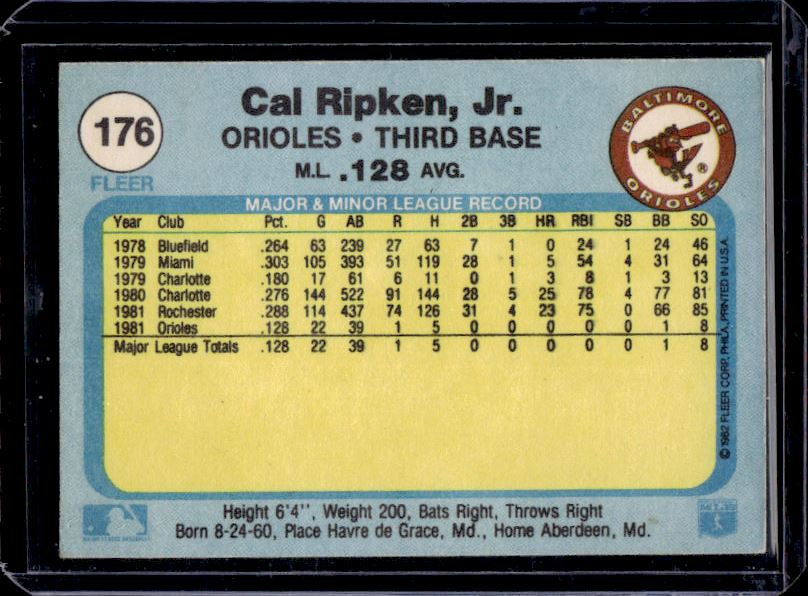 176
FLEER
Cal Ripken, Jr.
ORIOLES • THIRD BASE
M.L. .128 AVG.
BALTIMORE
ORIOLES
®
MAJOR & MINOR LEAGUE RECORD
Year Club Pct. G AB R H 2B 3B HR RBI SB BB SO
1978 Bluefield .264 63 239 27 63 7 1 0 24 1 24 46
1979 Miami .303 105 393 51 119 28 1 5 54 4 31 64
1979 Charlotte .180 17 61 6 11 0 1 3 8 1 3 13
1980 Charlotte .276 144 522 91 144 28 5 25 78 4 77 81
1981 Rochester .288 114 437 74 126 31 4 23 75 0 66 85
1981 Orioles .128 22 39 1 5 0 0 0 0 0 1 8
Major League Totals .128 22 39 1 5 0 0 0 0 0 1 8
© 1982 FLEER CORP. PHILA. PRINTED IN U.S.A.
Height 6'4'', Weight 200, Bats Right, Throws Right
Born 8-24-60, Place Havre de Grace, Md., Home Aberdeen, Md.
MAJOR LEAGUE BASEBALL